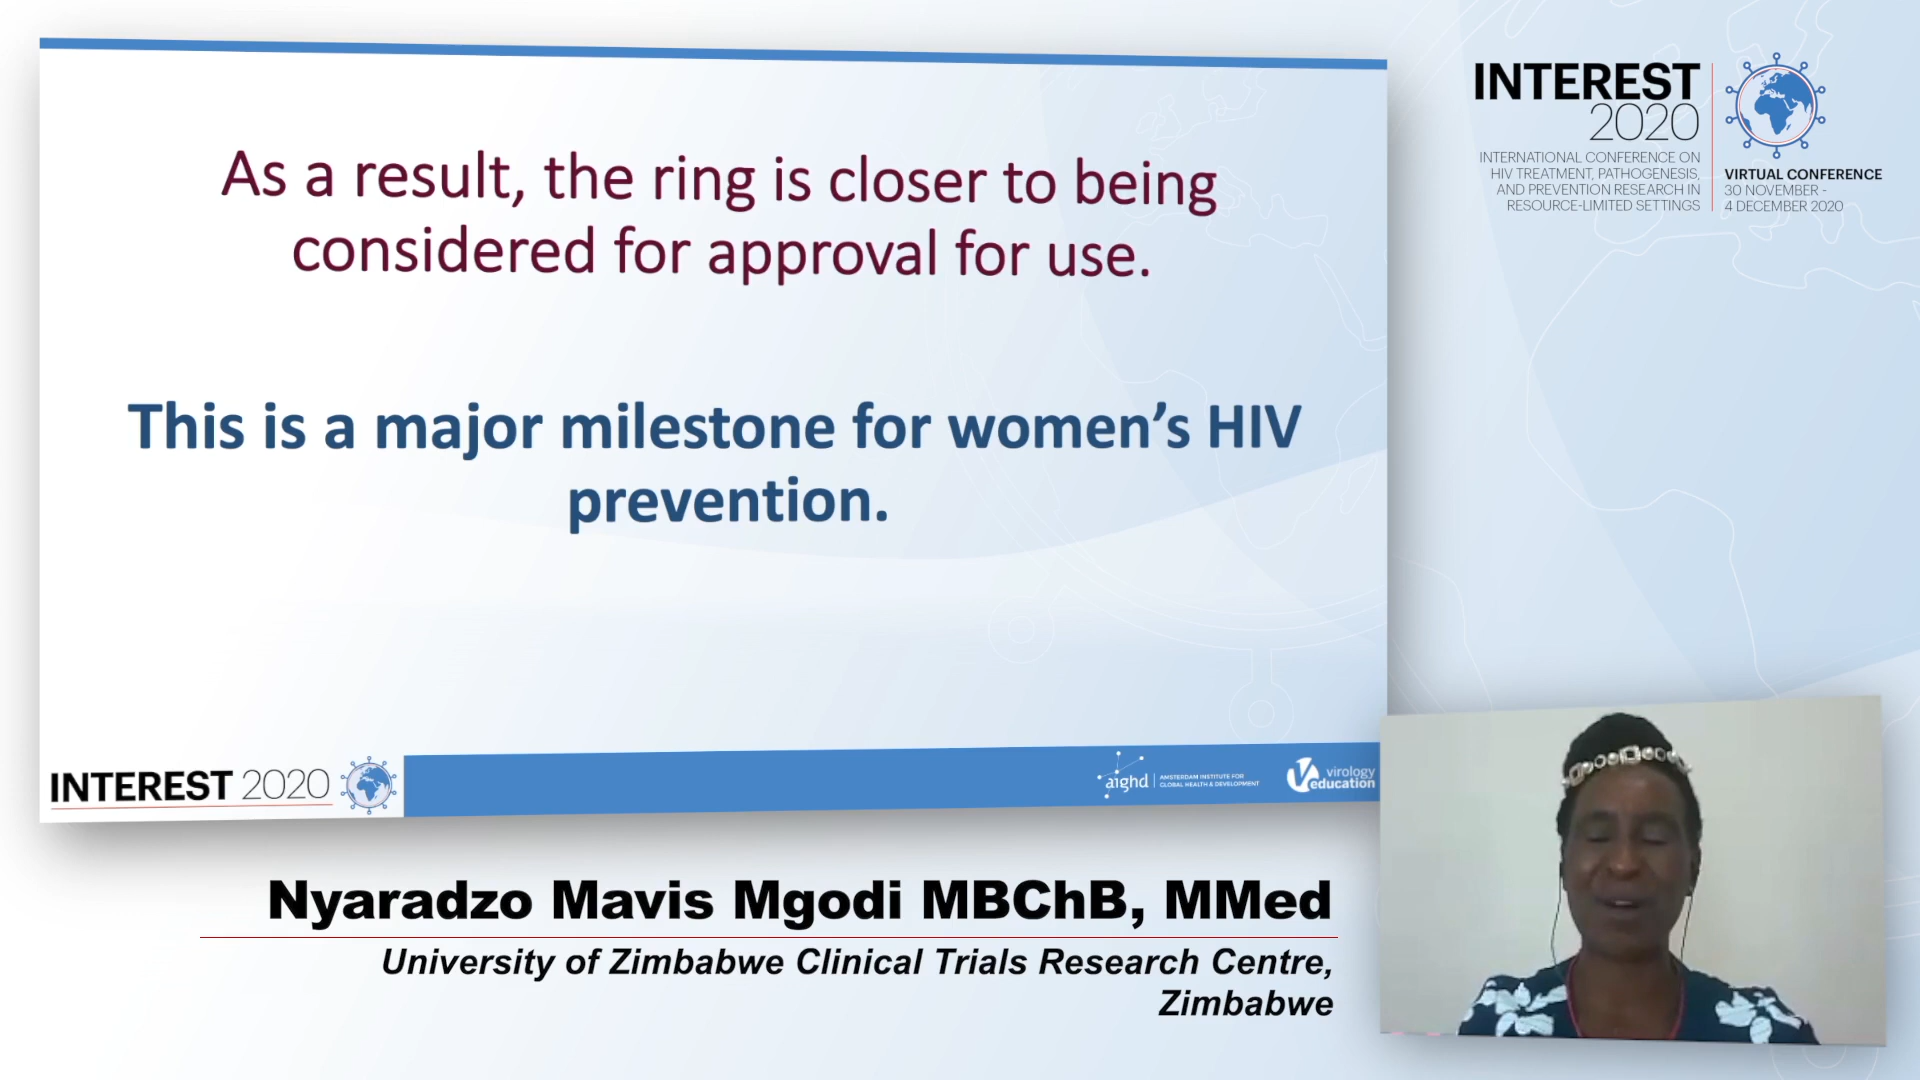 As a result, the ring is closer to being
considered for approval for use.
This is a major milestone for women’s HIV
prevention.
INTEREST 2020
aighd
AMSTERDAM INSTITUTE FOR
GLOBAL HEALTH & DEVELOPMENT
virology
education
INTEREST
2020
INTERNATIONAL CONFERENCE ON
HIV TREATMENT, PATHOGENESIS,
AND PREVENTION RESEARCH IN
RESOURCE-LIMITED SETTINGS
VIRTUAL CONFERENCE
30 NOVEMBER -
4 DECEMBER 2020
Nyaradzo Mavis Mgodi MBChB, MMed
University of Zimbabwe Clinical Trials Research Centre,
Zimbabwe